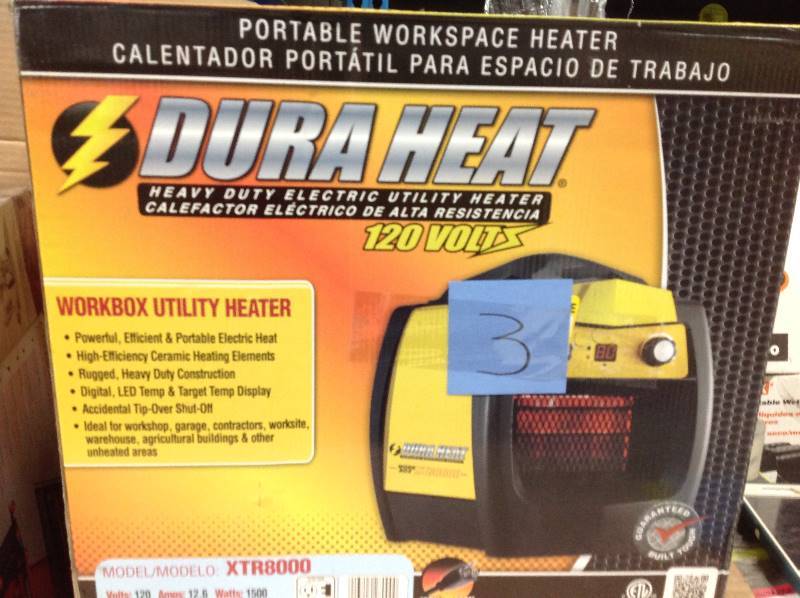 PORTABLE WORKSPACE HEATER
CALENTADOR PORTÁTIL PARA ESPACIO DE TRABAJO
DURA HEAT®
HEAVY DUTY ELECTRIC UTILITY HEATER
CALEFACTOR ELÉCTRICO DE ALTA RESISTENCIA
120 VOLTS
WORKBOX UTILITY HEATER
• Powerful, Efficient & Portable Electric Heat
• High-Efficiency Ceramic Heating Elements
• Rugged, Heavy Duty Construction
• Digital, LED Temp & Target Temp Display
• Accidental Tip-Over Shut-Off
• Ideal for workshop, garage, contractors, worksite,
warehouse, agricultural buildings & other
unheated areas
3
80
DURA HEAT
GUARANTEED
BUILT TOUGH
MODEL/MODELO: XTR8000
Volts: 120 Amps: 12.6 Watts: 1500
ETL